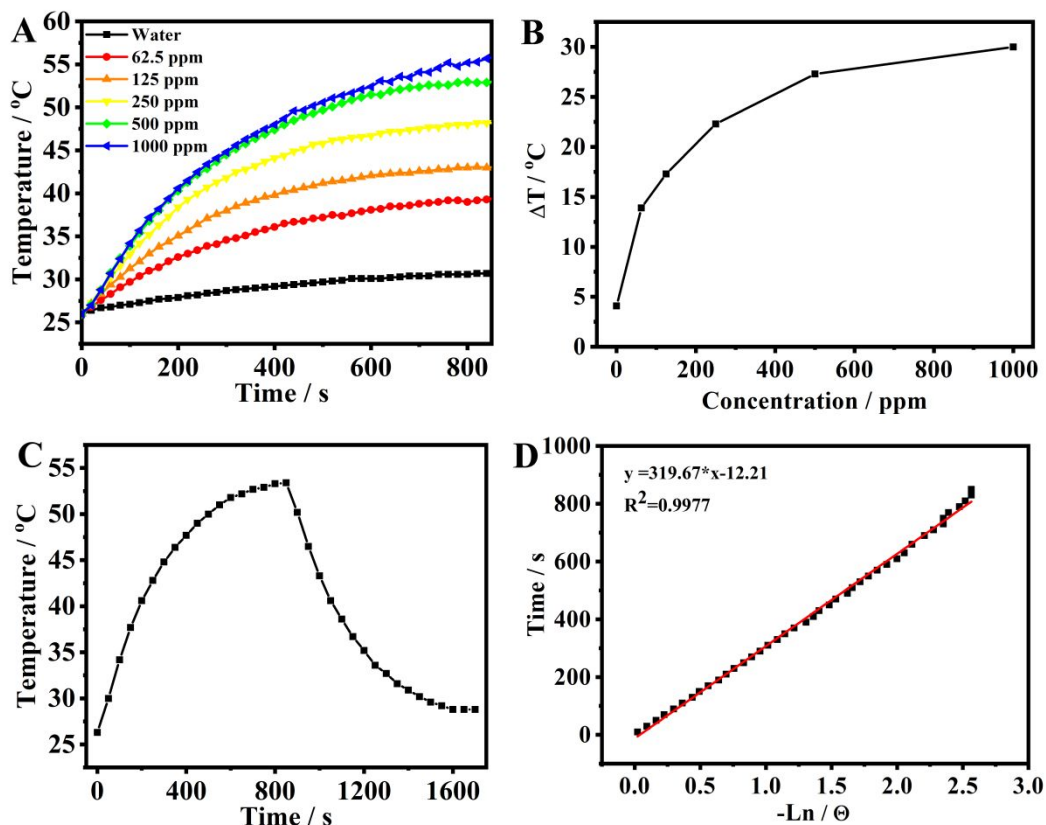 A
Water
62.5 ppm
125 ppm
250 ppm
500 ppm
1000 ppm
60
55
50
45
40
35
30
25
Temperature / ºC
0 200 400 600 800
Time / s
B
30
25
20
15
10
5
0
ΔT / ºC
0 200 400 600 800 1000
Concentration / ppm
C
55
50
45
40
35
30
25
Temperature / ºC
0 400 800 1200 1600
Time / s
D
y =319.67*x-12.21
R²=0.9977
1000
800
600
400
200
0
Time / s
0.0 0.5 1.0 1.5 2.0 2.5 3.0
-Ln / Θ